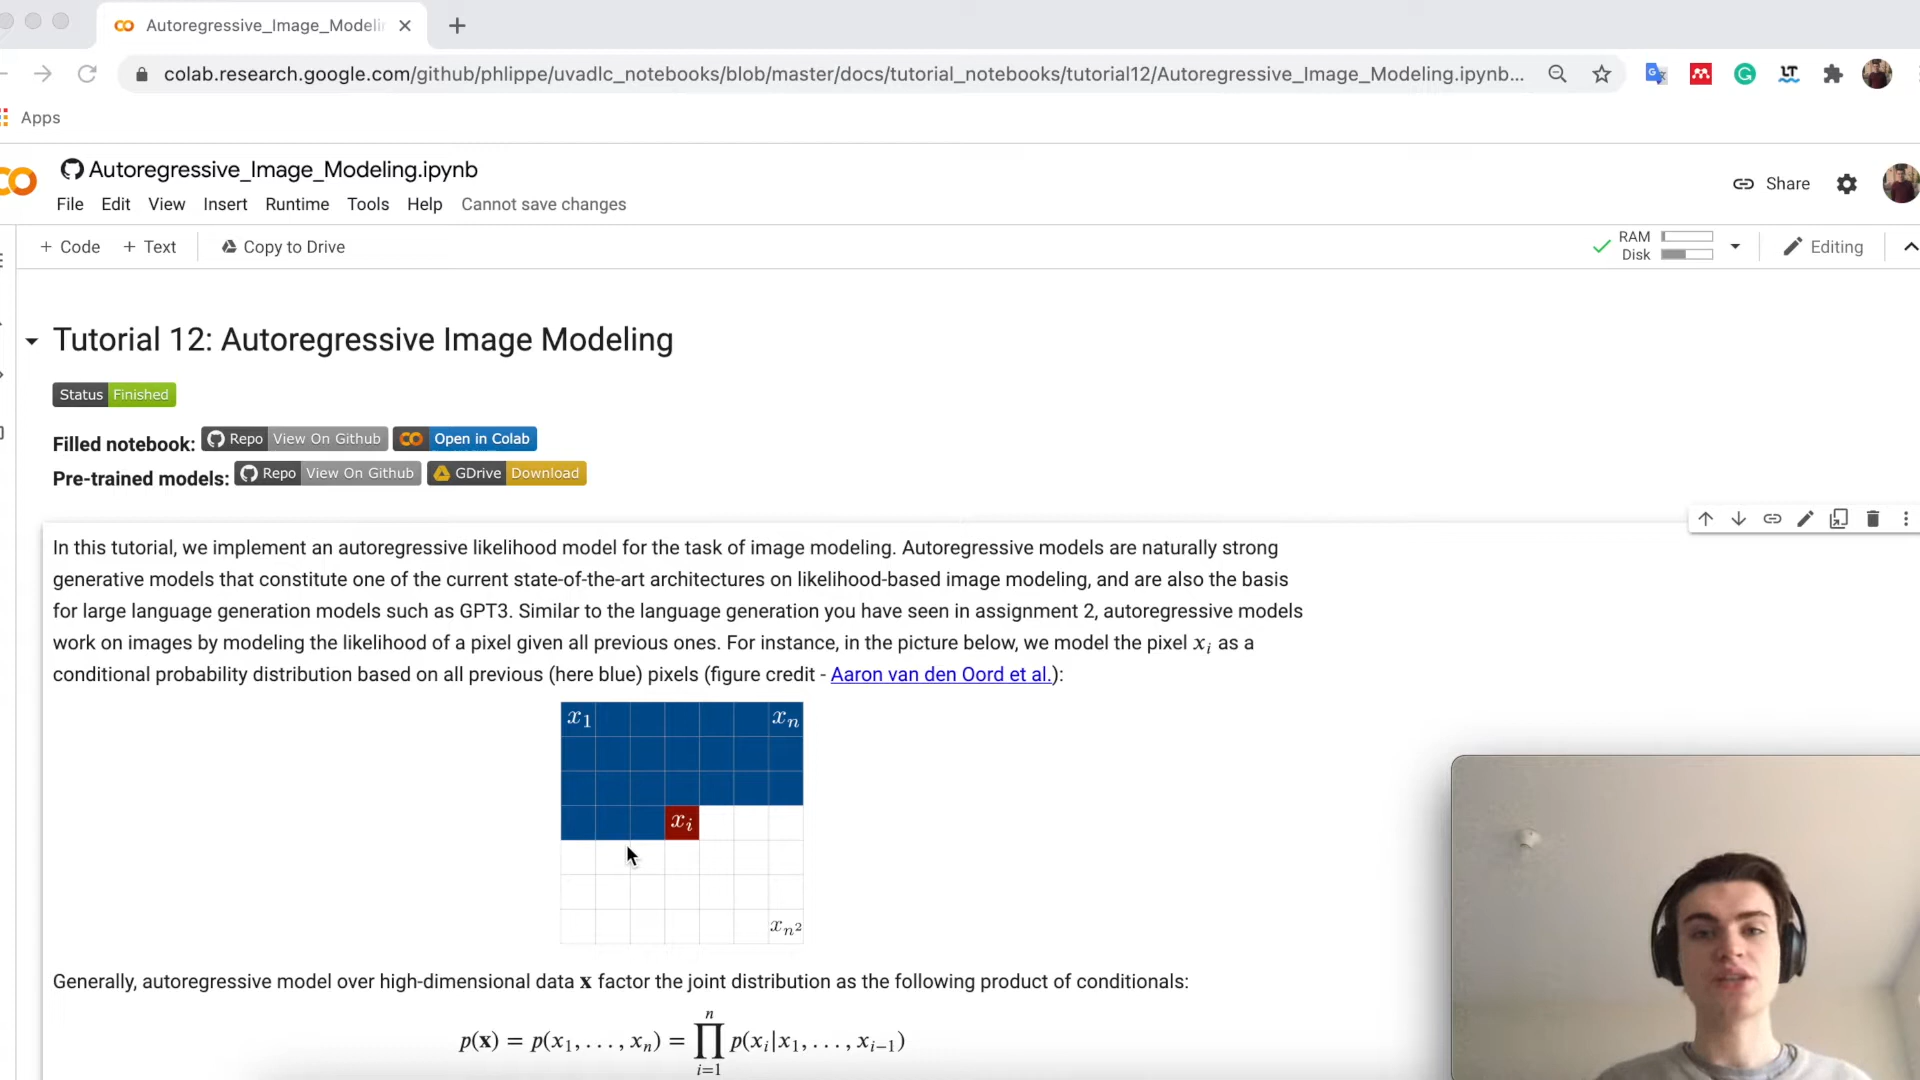 Autoregressive_Image_Modelin
colab.research.google.com/github/phlippe/uvadlc_notebooks/blob/master/docs/tutorial_notebooks/tutorial12/Autoregressive_Image_Modeling.ipynb...
Apps
Autoregressive_Image_Modeling.ipynb
Share
File Edit View Insert Runtime Tools Help Cannot save changes
+ Code + Text Copy to Drive
RAM
Disk
Editing
Tutorial 12: Autoregressive Image Modeling
Status Finished
Filled notebook: Repo View On Github Open in Colab
Pre-trained models: Repo View On Github GDrive Download
In this tutorial, we implement an autoregressive likelihood model for the task of image modeling. Autoregressive models are naturally strong
generative models that constitute one of the current state-of-the-art architectures on likelihood-based image modeling, and are also the basis
for large language generation models such as GPT3. Similar to the language generation you have seen in assignment 2, autoregressive models
work on images by modeling the likelihood of a pixel given all previous ones. For instance, in the picture below, we model the pixel x_i as a
conditional probability distribution based on all previous (here blue) pixels (figure credit - Aaron van den Oord et al.):
x_1 x_n
x_i
x_{n^2}
Generally, autoregressive model over high-dimensional data x factor the joint distribution as the following product of conditionals:
p(x) = p(x_1, . . . , x_n) = ∏_{i=1}^{n} p(x_i|x_1, . . . , x_{i−1})